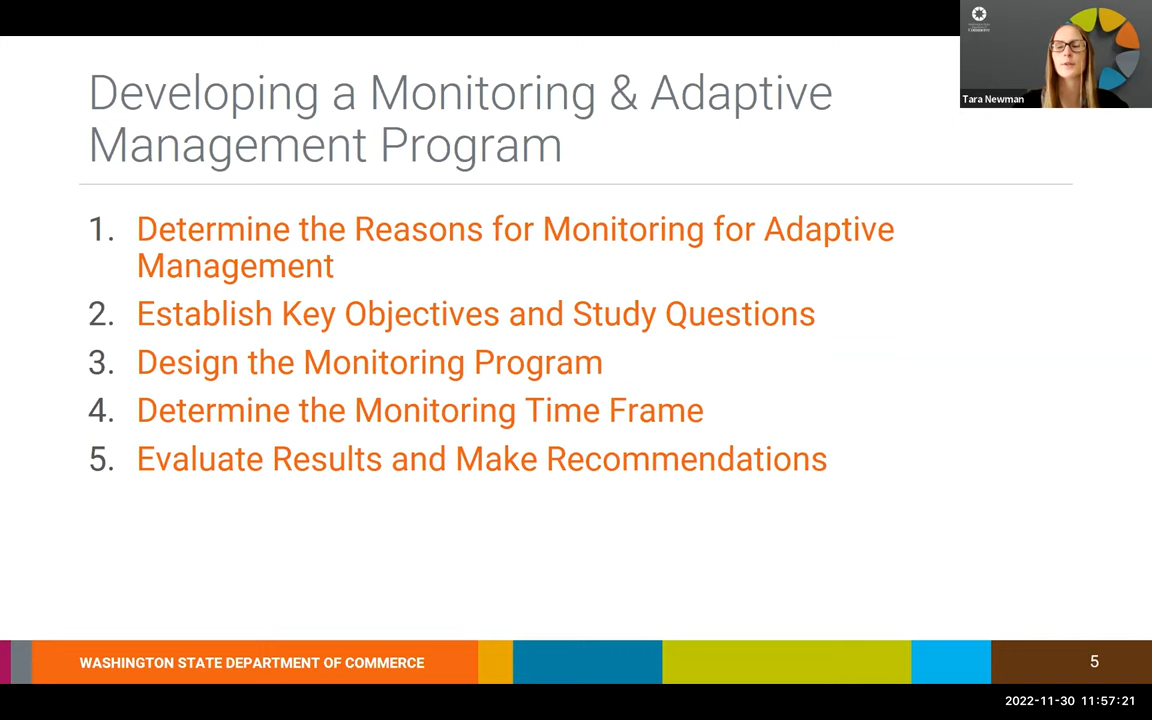 Developing a Monitoring & Adaptive
Management Program
1. Determine the Reasons for Monitoring for Adaptive
Management
2. Establish Key Objectives and Study Questions
3. Design the Monitoring Program
4. Determine the Monitoring Time Frame
5. Evaluate Results and Make Recommendations
WASHINGTON STATE DEPARTMENT OF COMMERCE
5
Tara Newman
2022-11-30 11:57:21